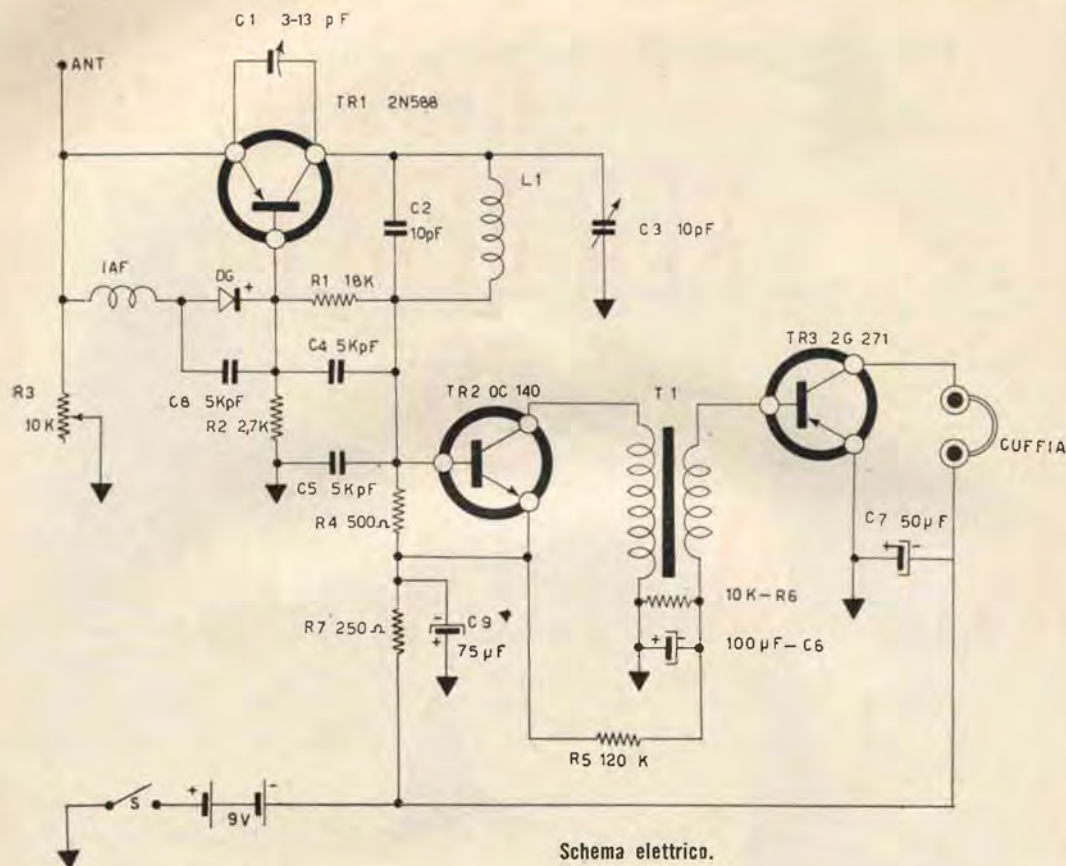 C1 3-13 pF
ANT
TR1 2N588
L1
C2
10pF
C3 10pF
IAF
DG
+
R1 18K
C4 5KpF
TR3 2G 271
R3
10K
C8 5KpF
R2 2,7K
TR2 OC 140
T1
CUFFIA
C5 5KpF
R4 500Ω
C7 50µF
+ -
10K-R6
R7 250Ω
-
+
C9
75µF
+ -
100µF-C6
R5 120 K
S
+ -
9V
Schema elettrico.